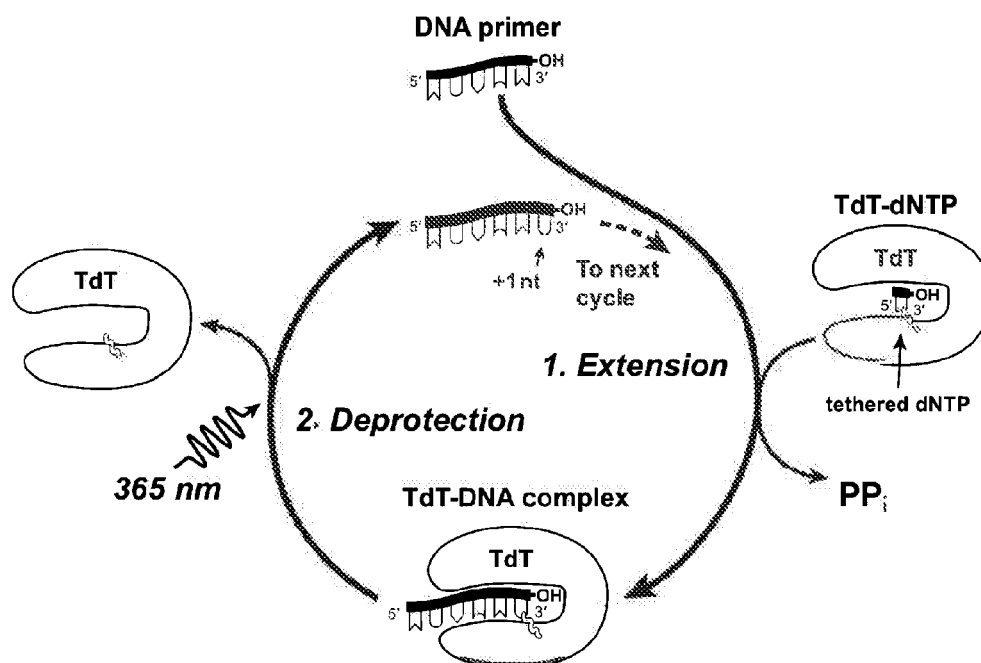 DNA primer
5' OH
3'
5' OH
3'
+1 nt
To next
cycle
TdT-dNTP
TdT
OH
5' 3'
tethered dNTP
TdT
1. Extension
2. Deprotection
365 nm
PPi
TdT-DNA complex
TdT
OH
5' 3'